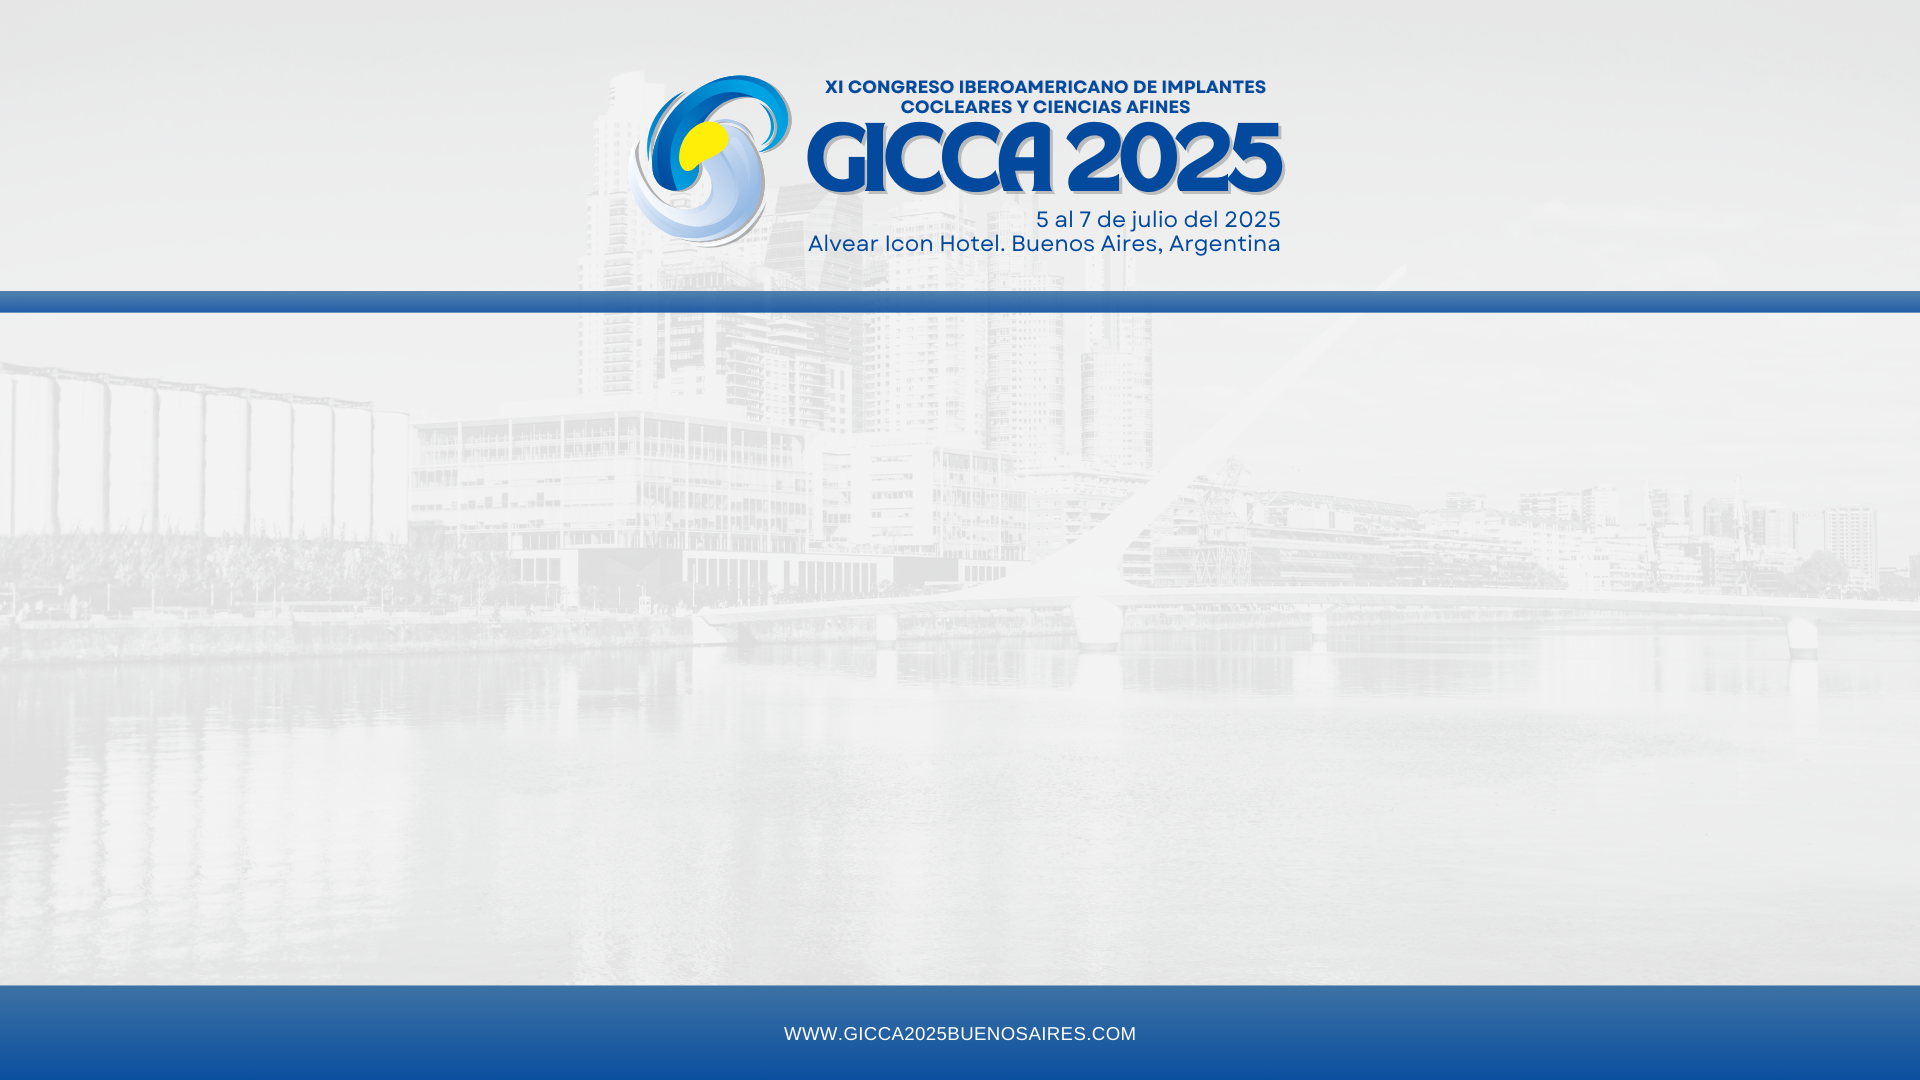 XI CONGRESO IBEROAMERICANO DE IMPLANTES
COCLEARES Y CIENCIAS AFINES
GICCA 2025
5 al 7 de julio del 2025
Alvear Icon Hotel. Buenos Aires, Argentina
WWW.GICCA2025BUENOSAIRES.COM